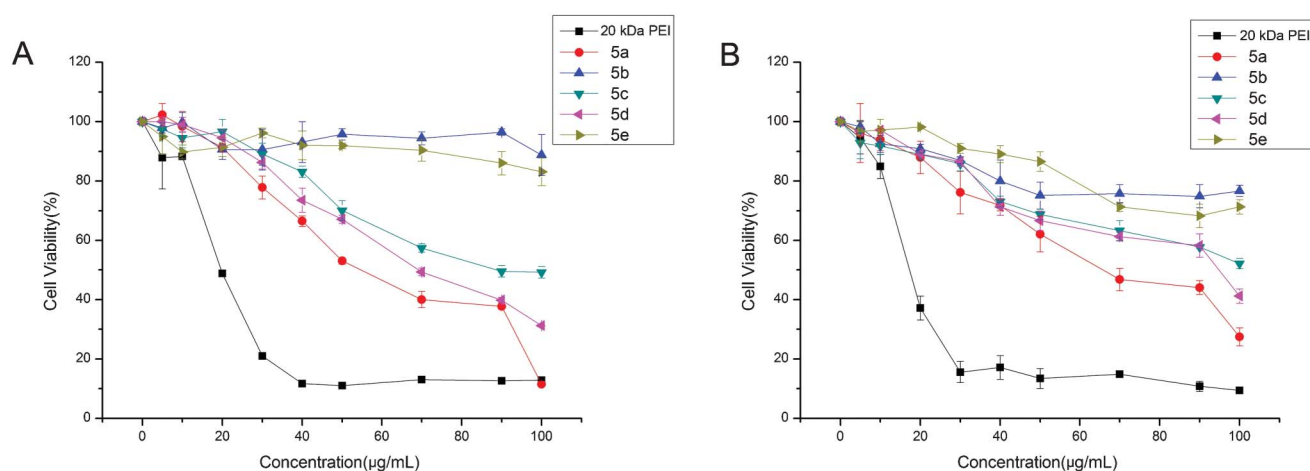 A
20 kDa PEI
5a
5b
5c
5d
5e
120
100
80
60
40
20
0
Cell Viability(%)
0 20 40 60 80 100
Concentration(μg/mL)
B
20 kDa PEI
5a
5b
5c
5d
5e
120
100
80
60
40
20
0
Cell Viability(%)
0 20 40 60 80 100
Concentration(μg/mL)